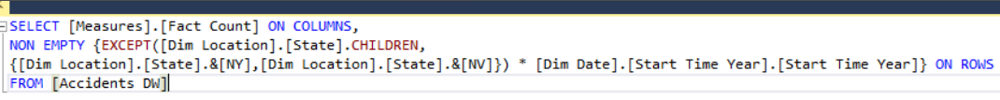 SELECT [Measures].[Fact Count] ON COLUMNS,
NON EMPTY {EXCEPT([Dim Location].[State].CHILDREN,
{[Dim Location].[State].&[NY],[Dim Location].[State].&[NV]}) * [Dim Date].[Start Time Year].[Start Time Year]} ON ROWS
FROM [Accidents DW]